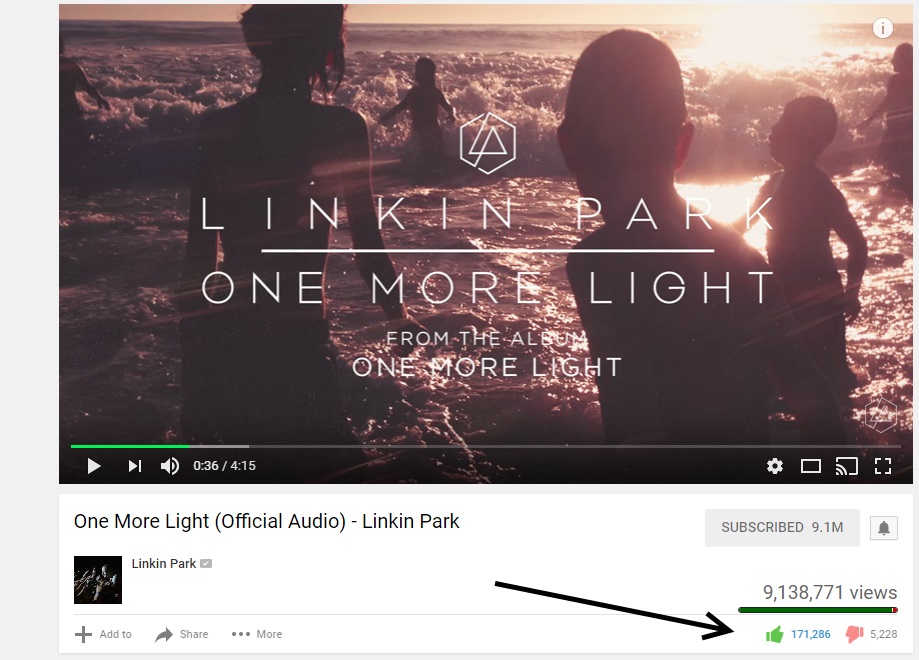 i
LINKIN PARK
ONE MORE LIGHT
FROM THE ALBUM
ONE MORE LIGHT
0:36 / 4:15
One More Light (Official Audio) - Linkin Park
SUBSCRIBED 9.1M
Linkin Park
9,138,771 views
Add to Share More 171,286 5,228